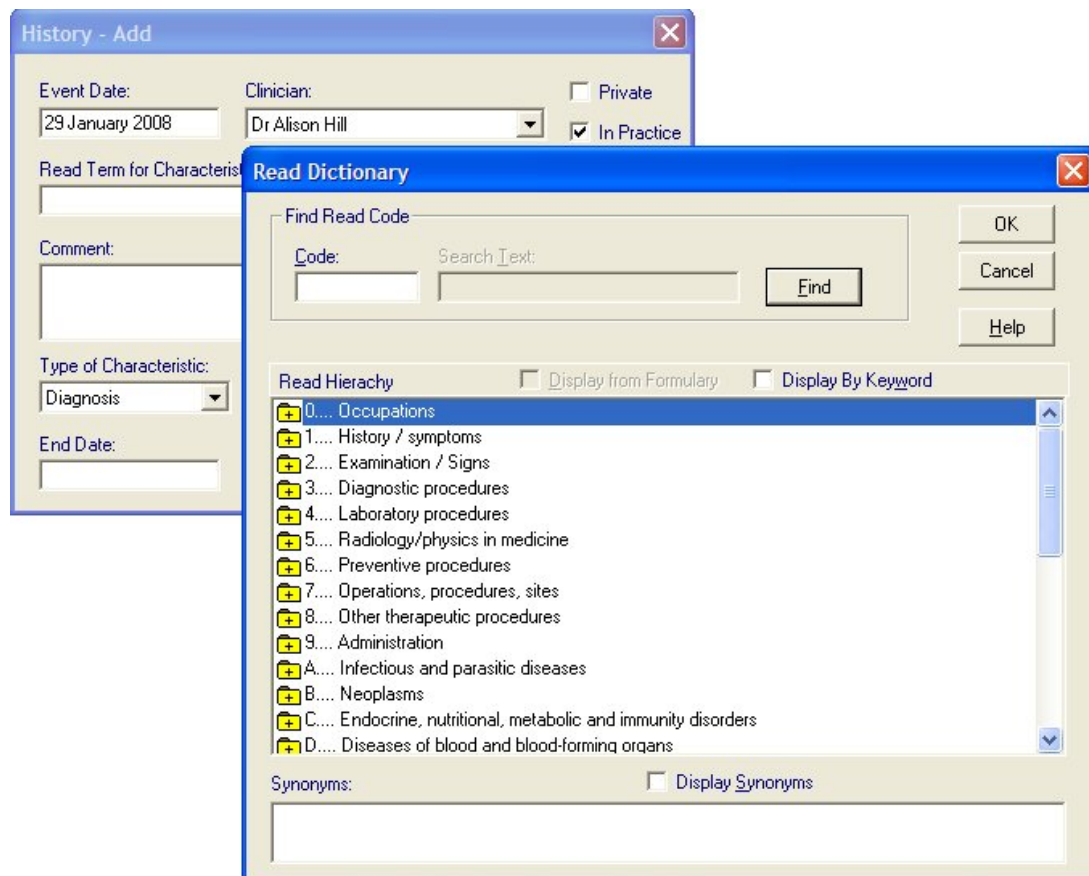 History - Add
Event Date:
Clinician:
Private
29 January 2008
Dr Alison Hill
In Practice
Read Term for Characterist
Comment:
Type of Characteristic:
Diagnosis
End Date:
Read Dictionary
Find Read Code
Code:
Search Text:
Find
OK
Cancel
Help
Read Hierachy
Display from Formulary
Display By Keyword
0.... Occupations
1.... History / symptoms
2.... Examination / Signs
3.... Diagnostic procedures
4.... Laboratory procedures
5.... Radiology/physics in medicine
6.... Preventive procedures
7.... Operations, procedures, sites
8.... Other therapeutic procedures
9.... Administration
A.... Infectious and parasitic diseases
B.... Neoplasms
C.... Endocrine, nutritional, metabolic and immunity disorders
D.... Diseases of blood and blood-forming organs
Synonyms:
Display Synonyms